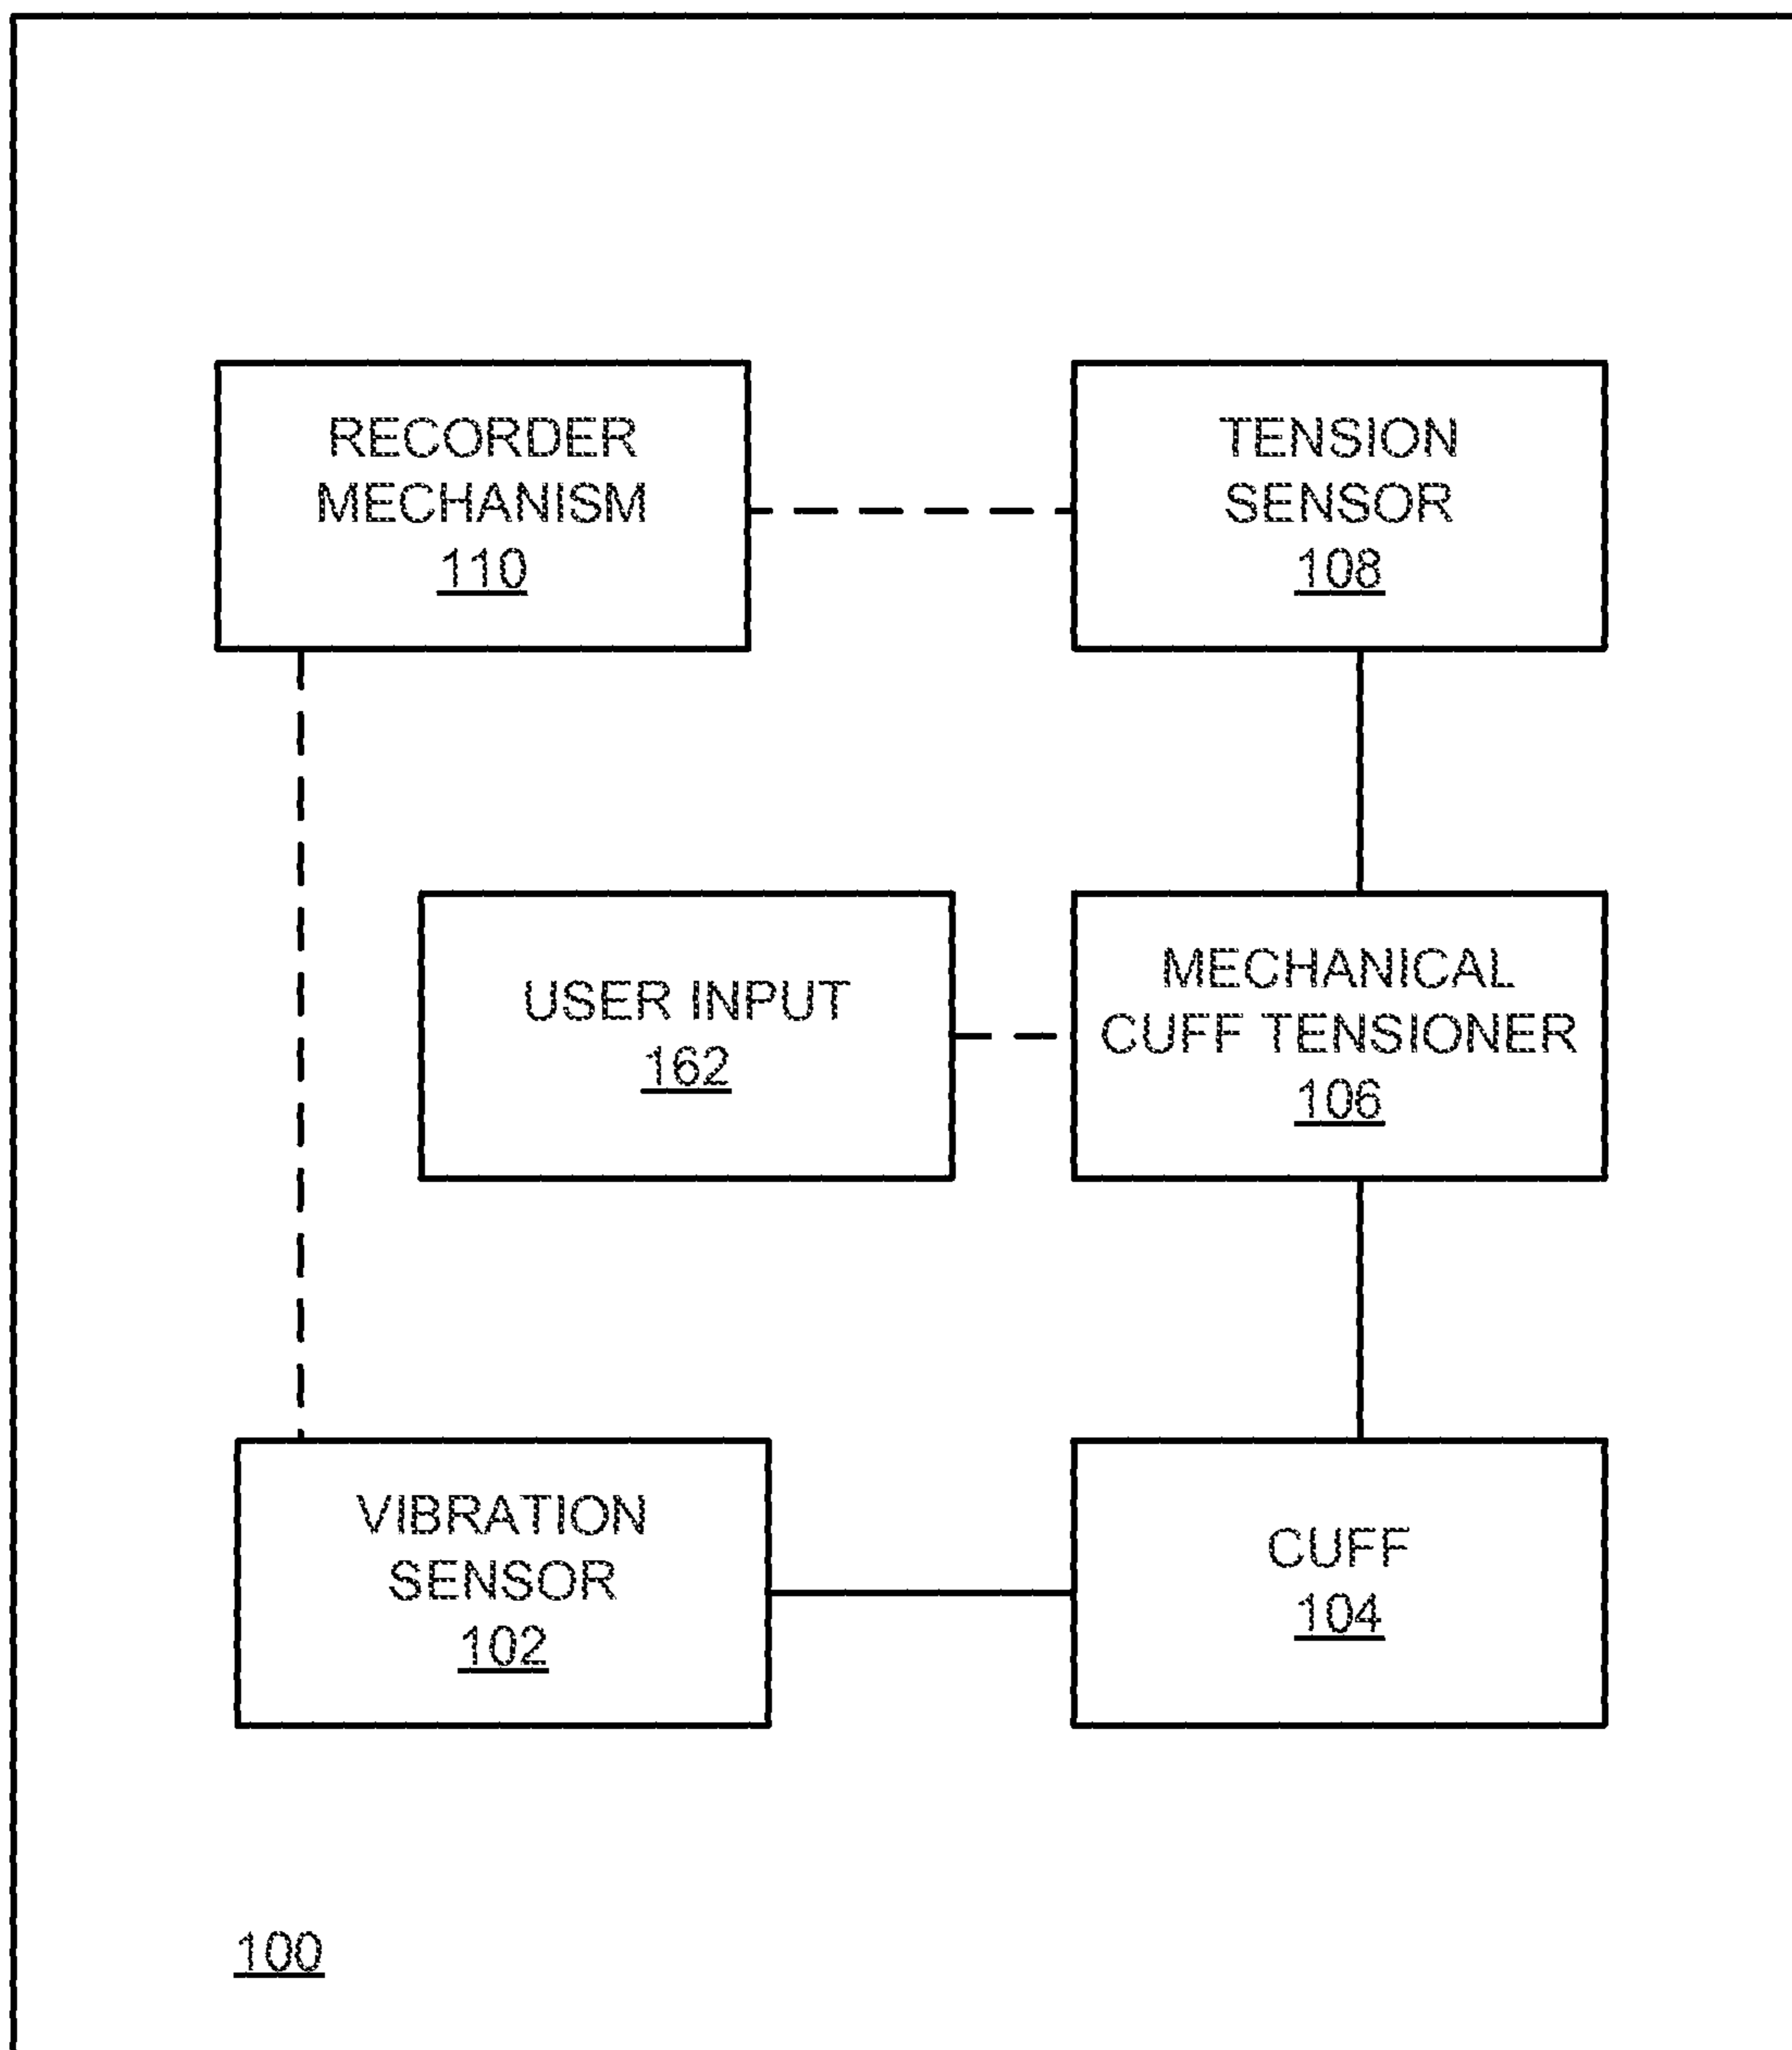 RECORDER
MECHANISM
110
TENSION
SENSOR
108
USER INPUT
162
MECHANICAL
CUFF TENSIONER
106
VIBRATION
SENSOR
102
CUFF
104
100